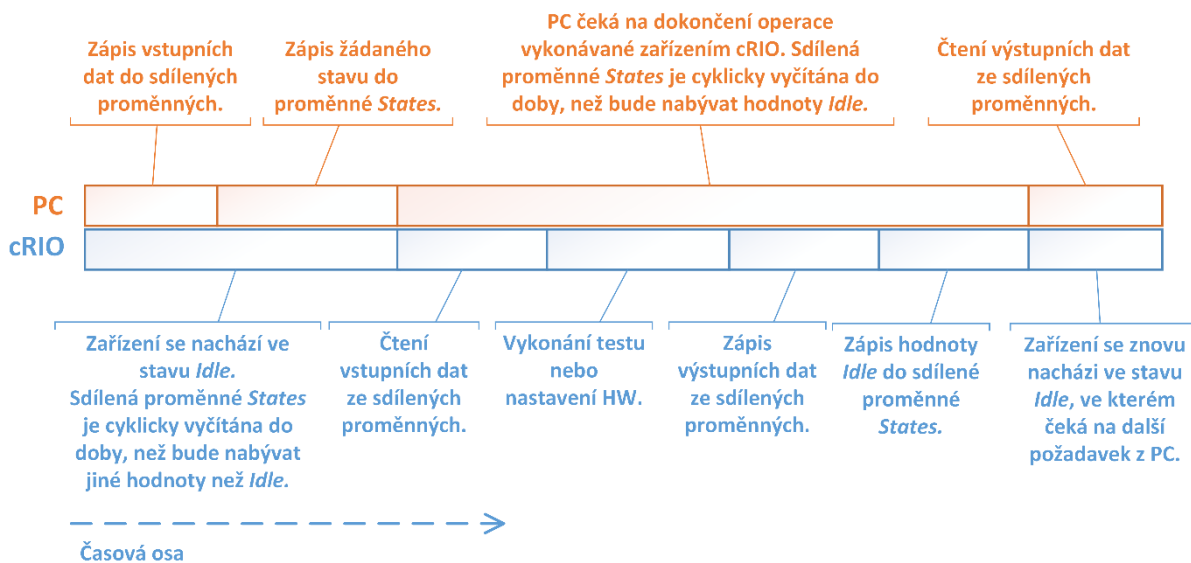 Zápis vstupních
dat do sdílených
proměnných.
Zápis žádaného
stavu do
proměnné States.
PC čeká na dokončení operace
vykonávané zařízením cRIO. Sdílená
proměnné States je cyklicky vyčítána do
doby, než bude nabývat hodnoty Idle.
Čtení výstupních dat
ze sdílených
proměnných.
PC
cRIO
Zařízení se nachází ve
stavu Idle.
Sdílená proměnné States
je cyklicky vyčítána do
doby, než bude nabývat
jiné hodnoty než Idle.
Čtení
vstupních dat
ze sdílených
proměnných.
Vykonání testu
nebo
nastavení HW.
Zápis
výstupních dat
ze sdílených
proměnných.
Zápis hodnoty
Idle do sdílené
proměnné
States.
Zařízení se znovu
nacházi ve stavu
Idle, ve kterém
čeká na další
požadavek z PC.
Časová osa